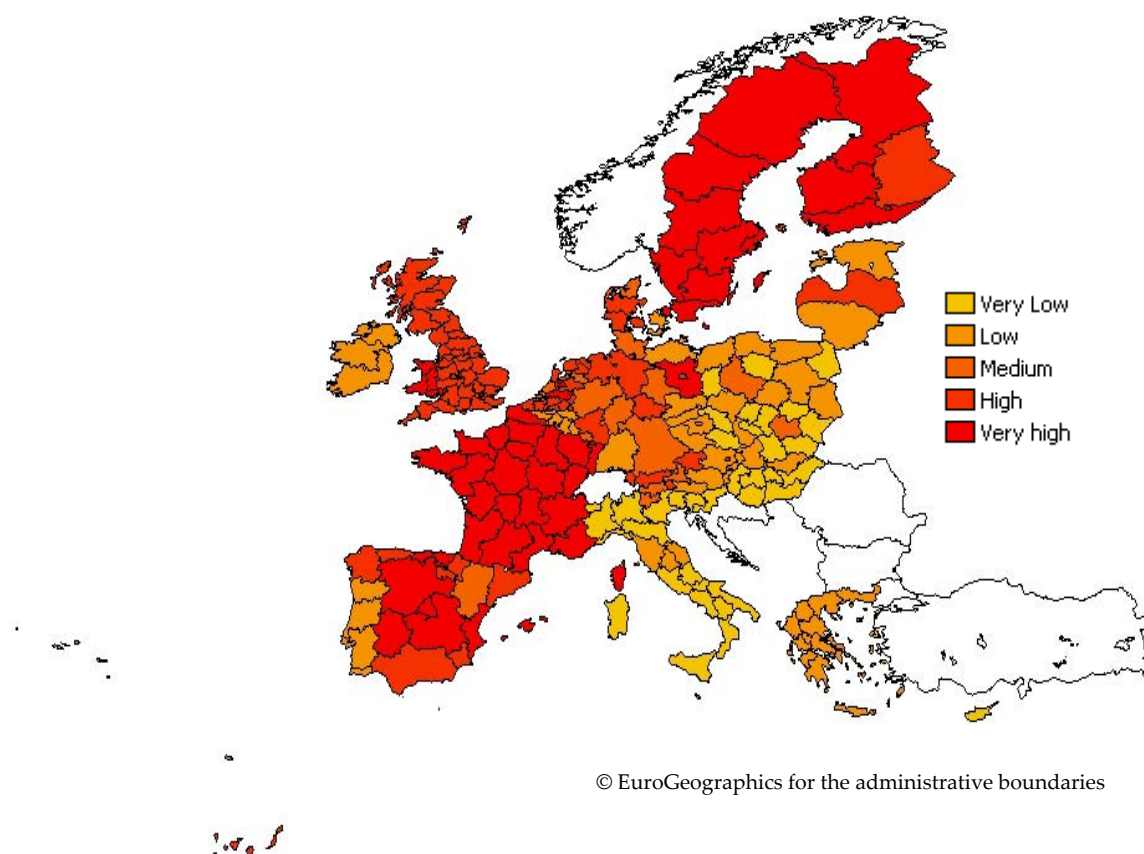 Very Low
Low
Medium
High
Very high
© EuroGeographics for the administrative boundaries